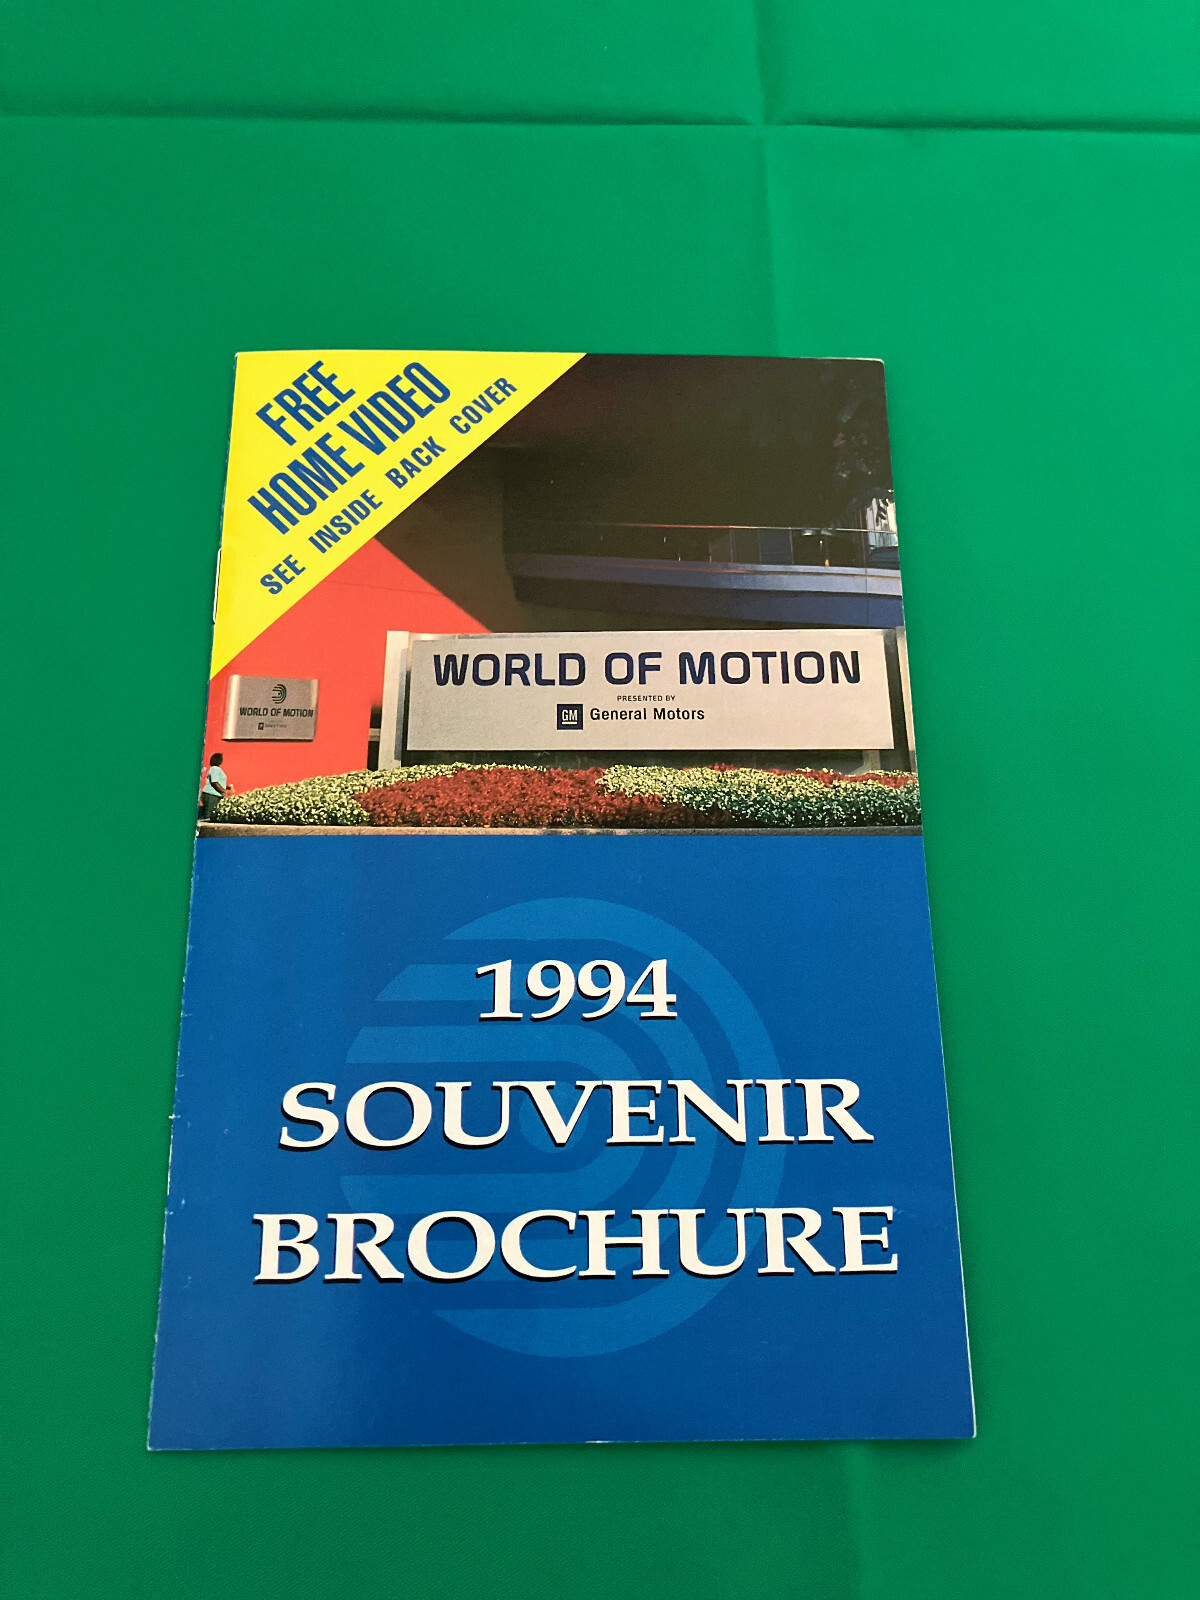 FREE
HOME VIDEO
SEE INSIDE BACK COVER
WORLD OF MOTION
PRESENTED BY
GM General Motors
WORLD OF MOTION
1994
SOUVENIR
BROCHURE